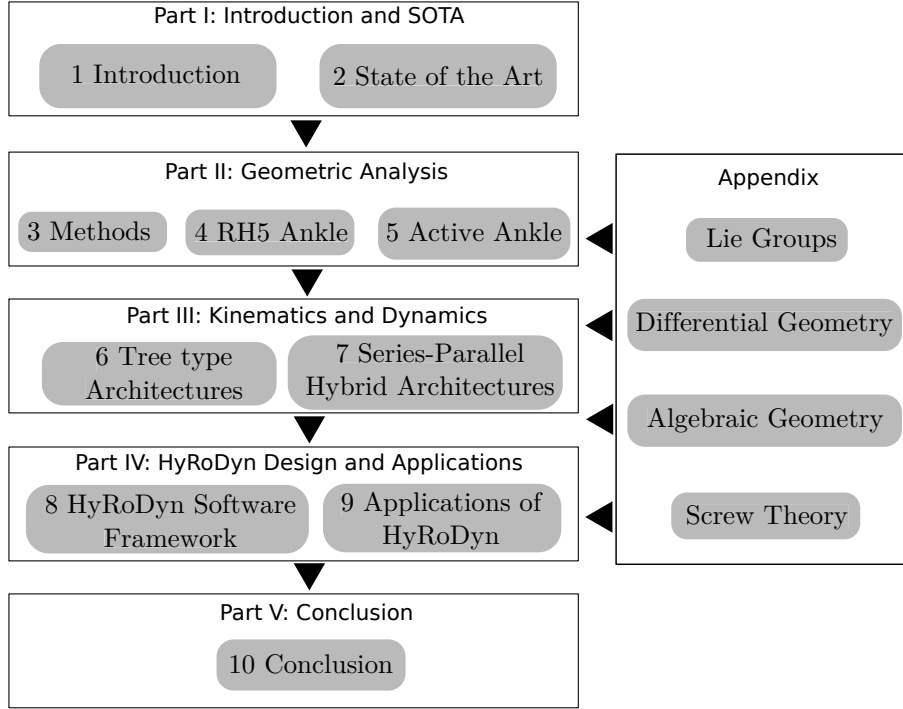 Part I: Introduction and SOTA
1 Introduction
2 State of the Art
Part II: Geometric Analysis
3 Methods
4 RH5 Ankle
5 Active Ankle
Part III: Kinematics and Dynamics
6 Tree type
Architectures
7 Series-Parallel
Hybrid Architectures
Part IV: HyRoDyn Design and Applications
8 HyRoDyn Software
Framework
9 Applications of
HyRoDyn
Part V: Conclusion
10 Conclusion
Appendix
Lie Groups
Differential Geometry
Algebraic Geometry
Screw Theory